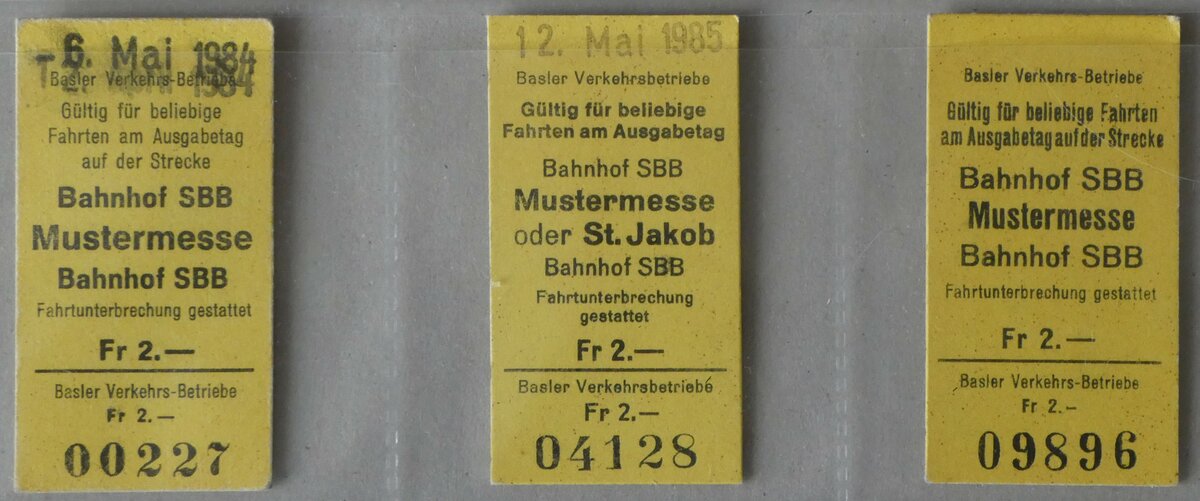 6. Mai 1984
Basler Verkehrs-Betriebe
Gültig für beliebige
Fahrten am Ausgabetag
auf der Strecke
Bahnhof SBB
Mustermesse
Bahnhof SBB
Fahrtunterbrechung gestattet
Fr 2.—
Basler Verkehrs-Betriebe
Fr 2.—
00227
12. Mai 1985
Basler Verkehrsbetriebe
Gültig für beliebige
Fahrten am Ausgabetag
Bahnhof SBB
Mustermesse
oder St. Jakob
Bahnhof SBB
Fahrtunterbrechung
gestattet
Fr 2.—
Basler Verkehrsbetriebe
Fr 2.—
04128
Basler Verkehrs-Betriebe
Gültig für beliebige Fahrten
am Ausgabetag auf der Strecke
Bahnhof SBB
Mustermesse
Bahnhof SBB
Fahrtunterbrechung gestattet
Fr 2.—
Basler Verkehrs-Betriebe
Fr 2.-
09896